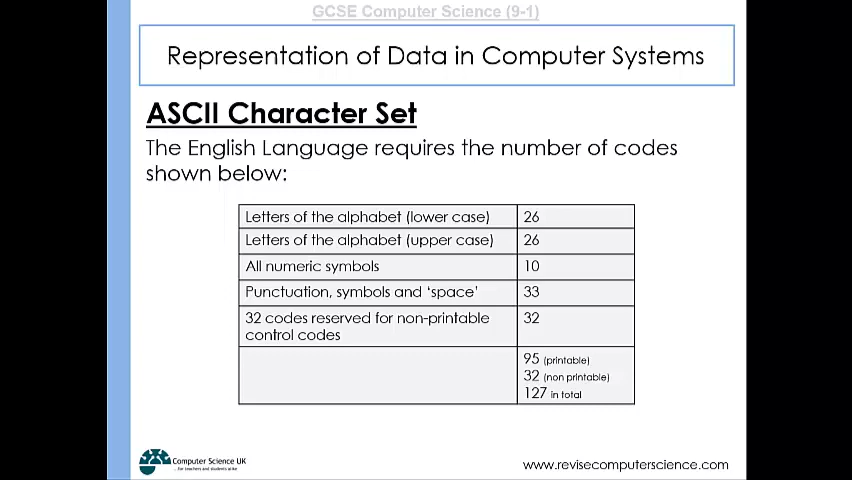 GCSE Computer Science (9-1)
Representation of Data in Computer Systems
ASCII Character Set
The English Language requires the number of codes
shown below:
Letters of the alphabet (lower case) 26
Letters of the alphabet (upper case) 26
All numeric symbols 10
Punctuation, symbols and ‘space’ 33
32 codes reserved for non-printable 32
control codes
95 (printable)
32 (non printable)
127 in total
Computer Science UK
... for teachers and students alike
www.revisecomputerscience.com